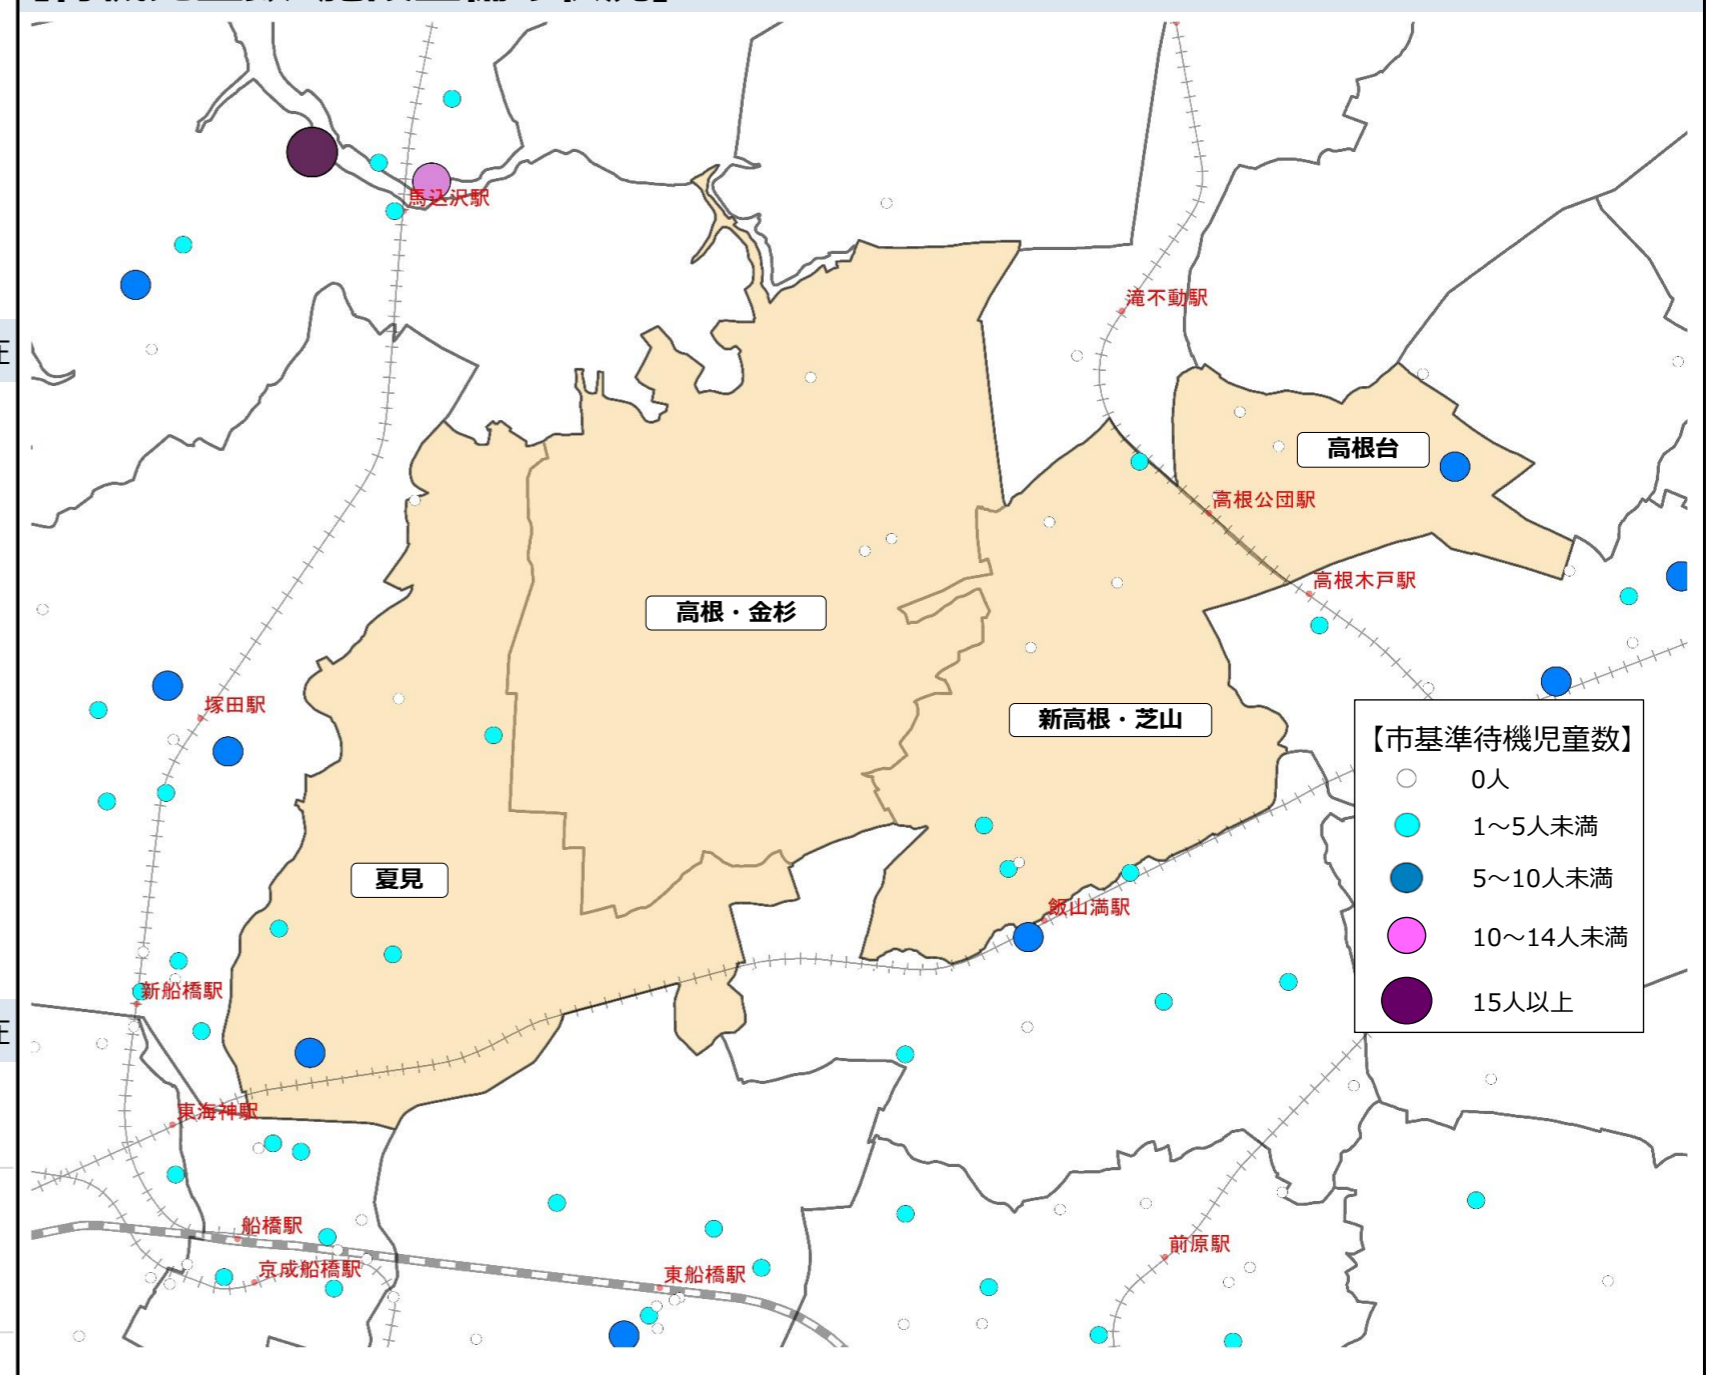 馬込沢駅
滝不動駅
高根台
高根公団駅
高根木戸駅
高根・金杉
塚田駅
新高根・芝山
【市基準待機児童数】
0人
1～5人未満
5～10人未満
10～14人未満
15人以上
夏見
飯山満駅
新船橋駅
東海神駅
船橋駅
京成船橋駅
東船橋駅
前原駅
在
在